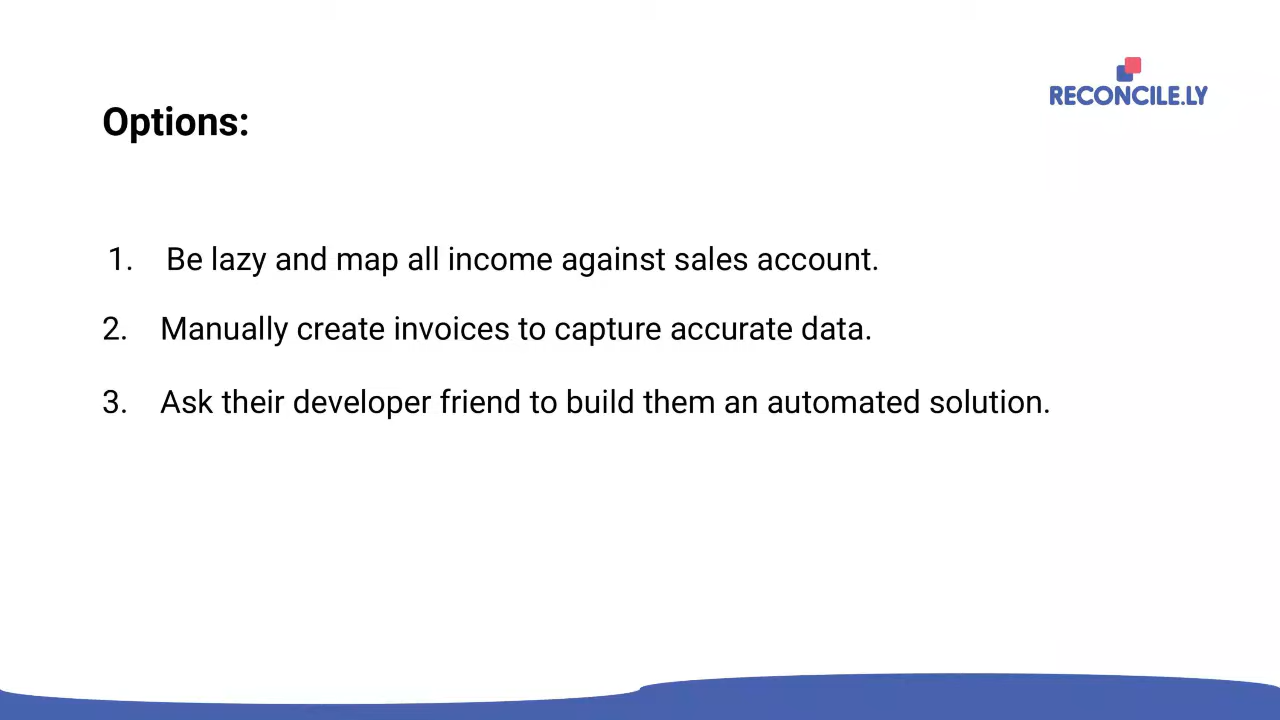 RECONCILE.LY
Options:
1. Be lazy and map all income against sales account.
2. Manually create invoices to capture accurate data.
3. Ask their developer friend to build them an automated solution.